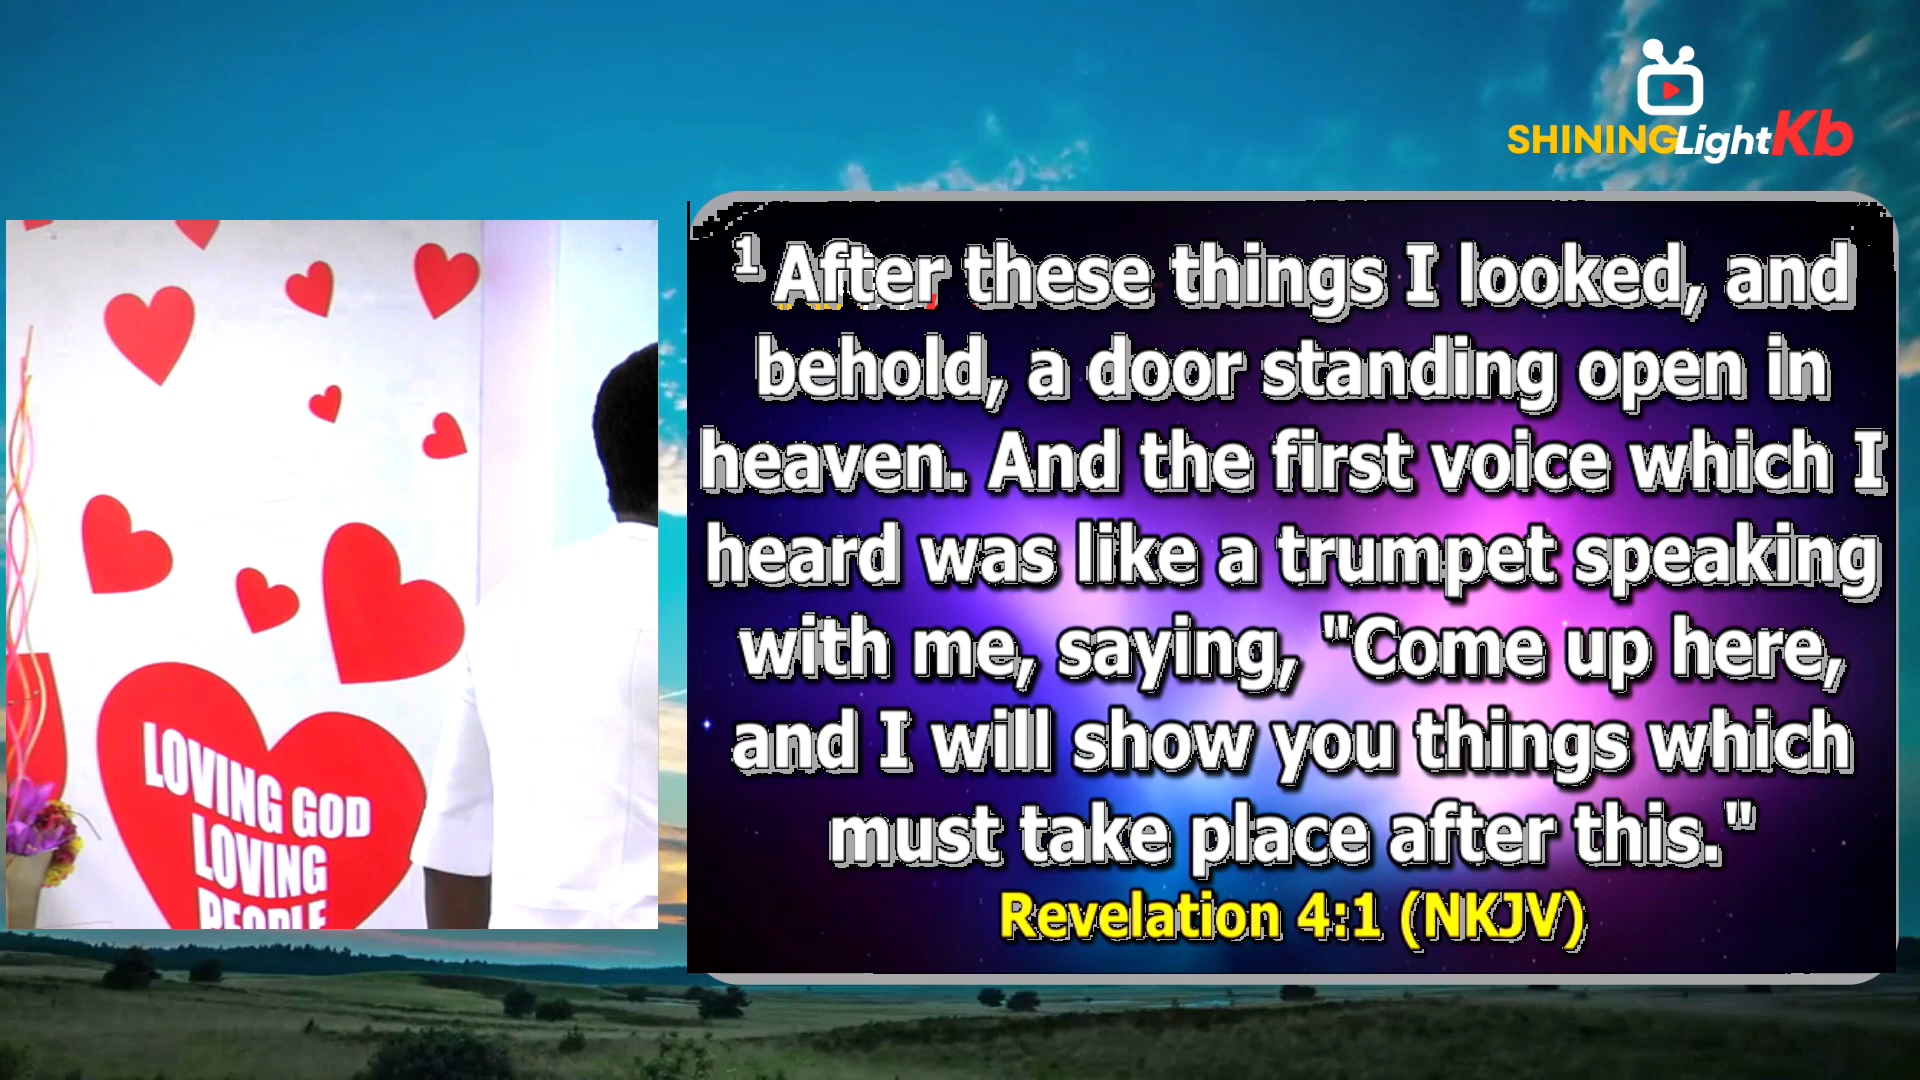 SHININGLightKb
1 After these things I looked, and
behold, a door standing open in
heaven. And the first voice which I
heard was like a trumpet speaking
with me, saying, "Come up here,
and I will show you things which
must take place after this."
Revelation 4:1 (NKJV)
LOVING GOD
LOVING
PEOPLE